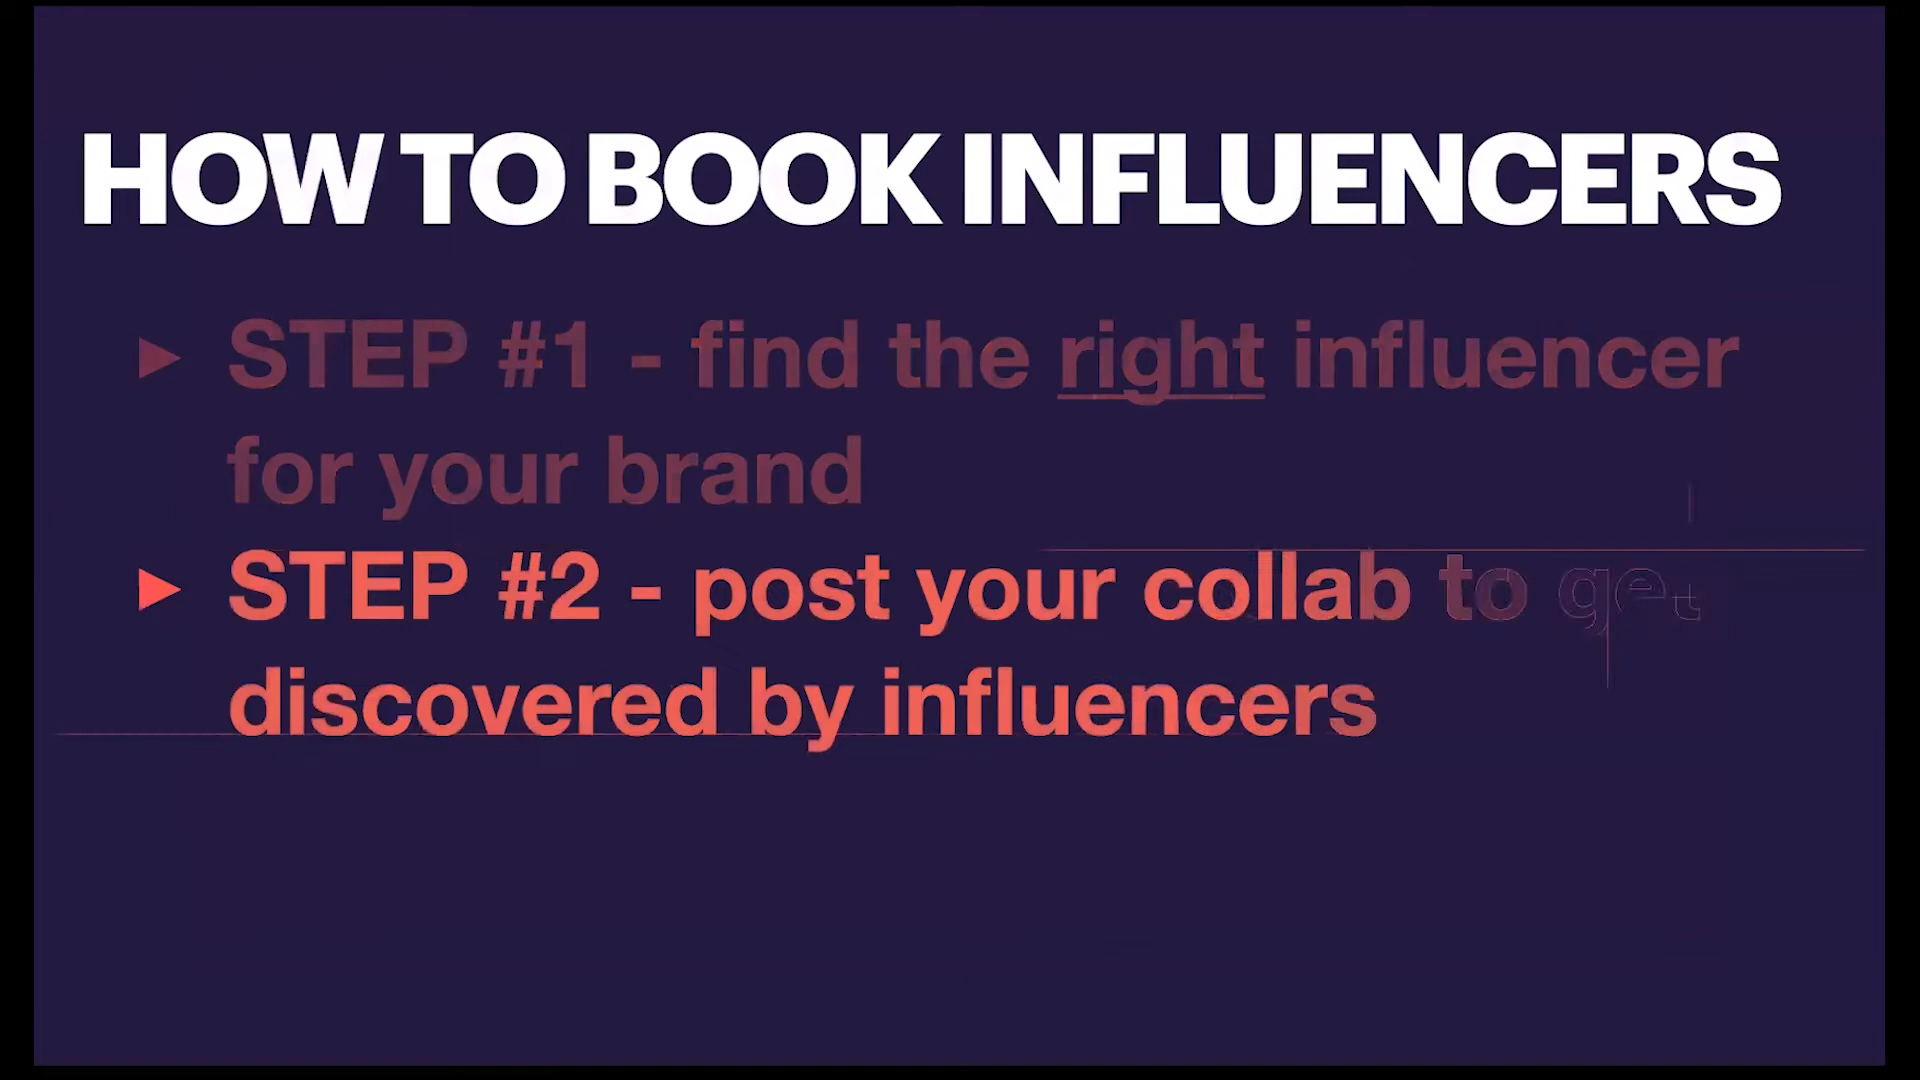 HOW TO BOOK INFLUENCERS
► STEP #1 - find the right influencer
for your brand
► STEP #2 - post your collab to get
discovered by influencers